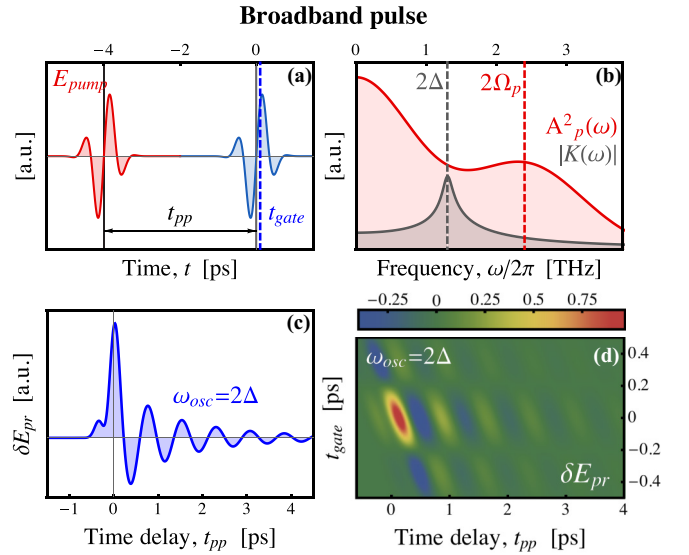 Broadband pulse
−4 −2 0
E_pump (a)
t_pp t_gate
[a.u.]
Time, t [ps]
0 1 2 3
2Δ 2Ω_p (b)
A²_p(ω)
|K(ω)|
[a.u.]
Frequency, ω/2π [THz]
(c)
ω_osc=2Δ
δE_pr [a.u.]
−1 0 1 2 3 4
Time delay, t_pp [ps]
−0.25 0 0.25 0.5 0.75
ω_osc=2Δ (d)
δE_pr
0.4
0.2
0
−0.2
−0.4
t_gate [ps]
0 1 2 3 4
Time delay, t_pp [ps]